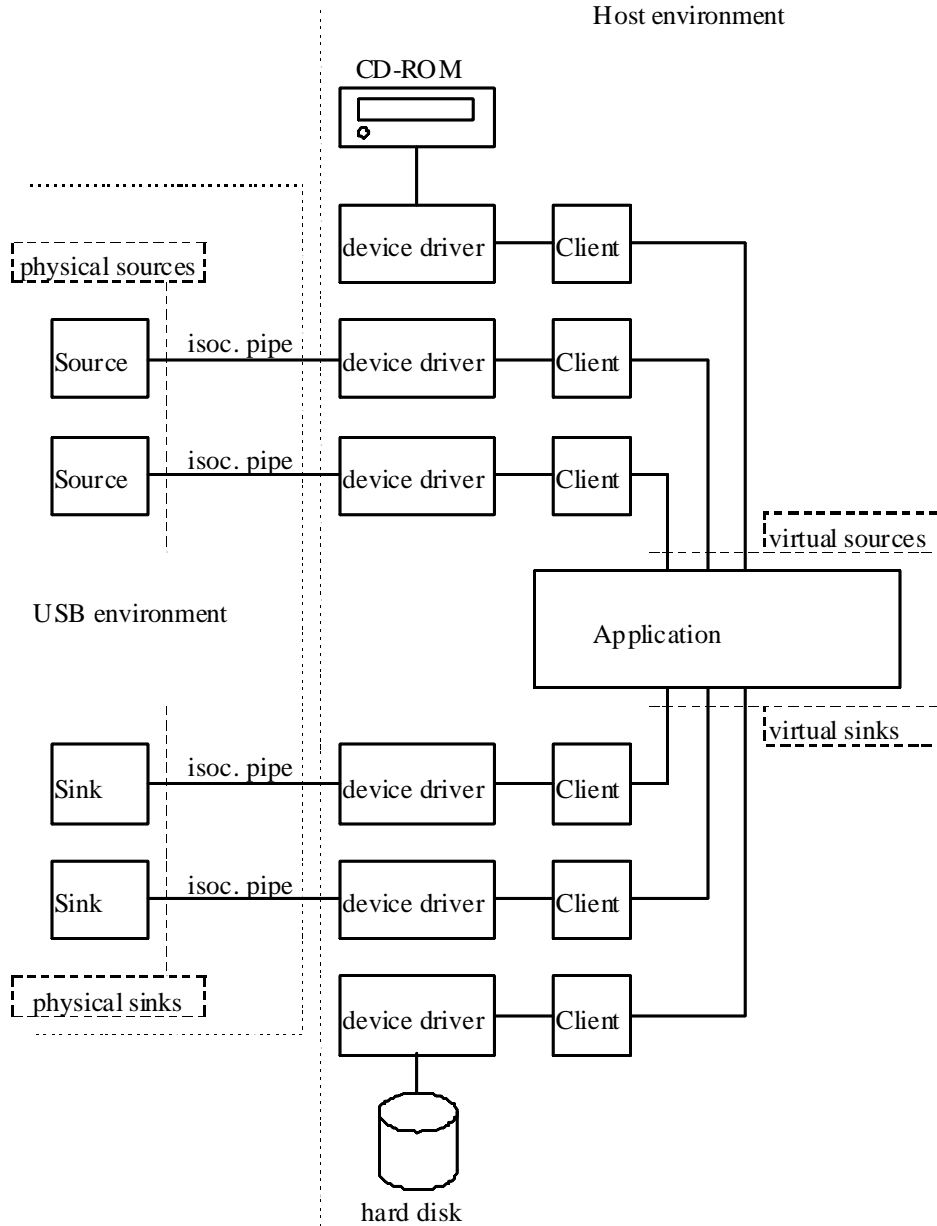 Host environment
CD-ROM
device driver
Client
physical sources
Source
isoc. pipe
device driver
Client
Source
isoc. pipe
device driver
Client
virtual sources
USB environment
Application
virtual sinks
Sink
isoc. pipe
device driver
Client
Sink
isoc. pipe
device driver
Client
physical sinks
device driver
Client
hard disk